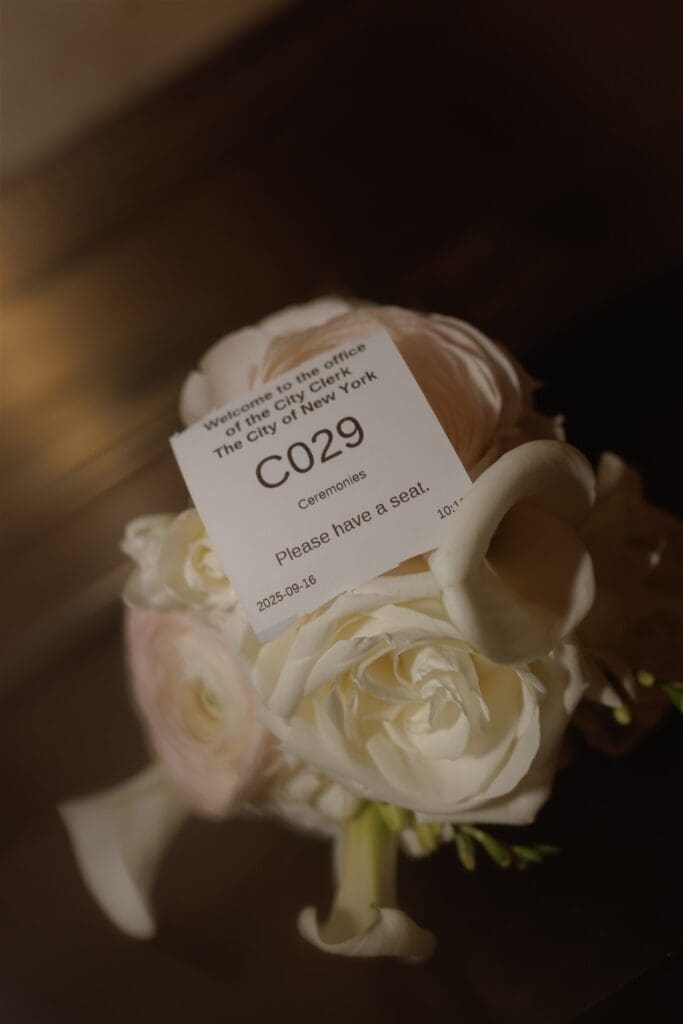 Welcome to the office
of the City Clerk
The City of New York
C029
Ceremonies
Please have a seat.
2025-09-16